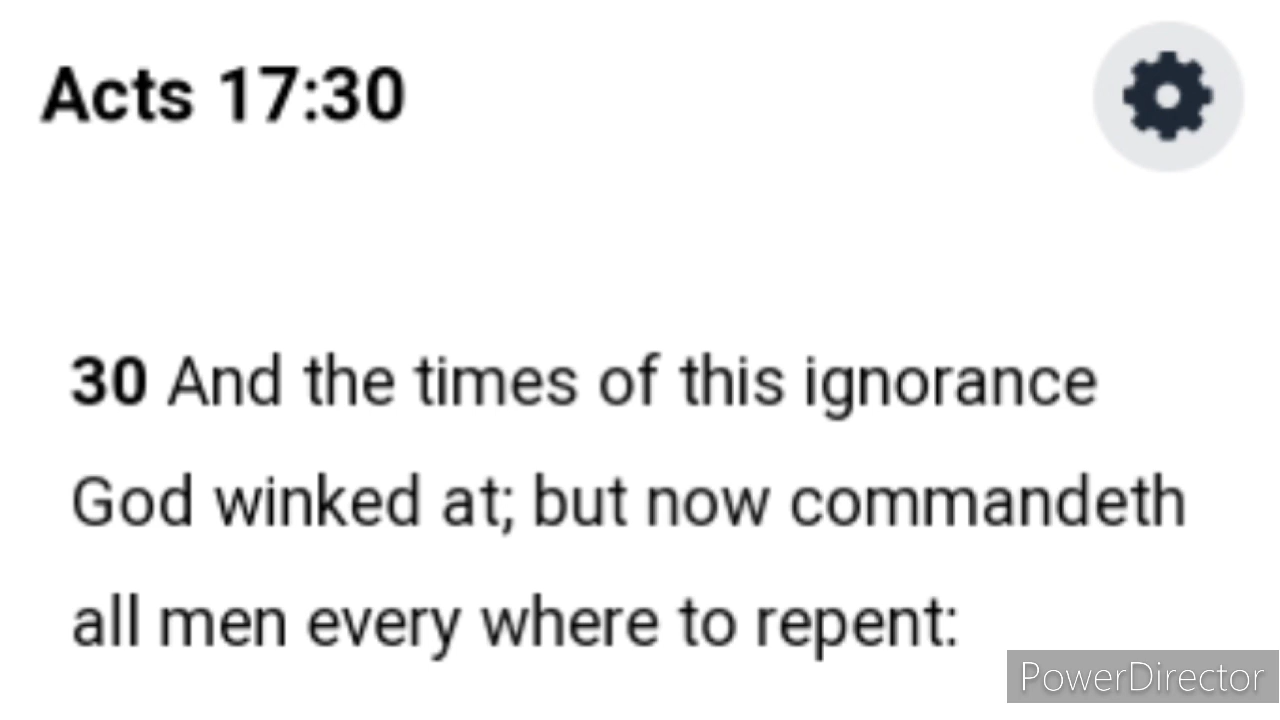 Acts 17:30
30 And the times of this ignorance
God winked at; but now commandeth
all men every where to repent:
PowerDirector